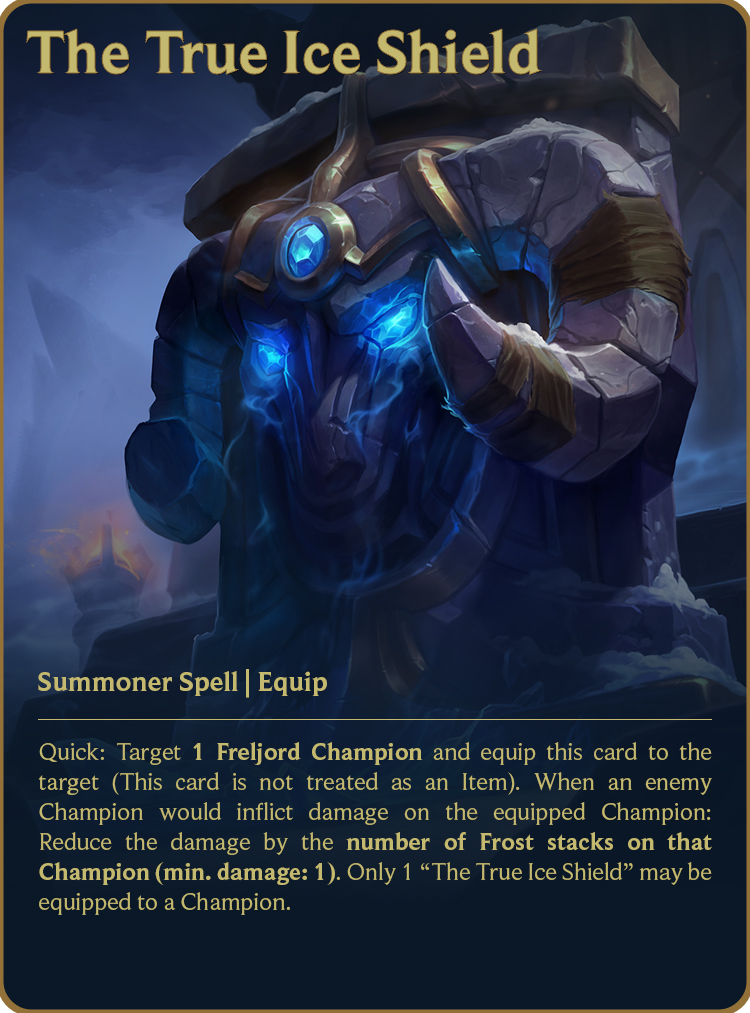 The True Ice Shield
Summoner Spell | Equip
Quick: Target 1 Freljord Champion and equip this card to the
target (This card is not treated as an Item). When an enemy
Champion would inflict damage on the equipped Champion:
Reduce the damage by the number of Frost stacks on that
Champion (min. damage: 1). Only 1 “The True Ice Shield” may be
equipped to a Champion.